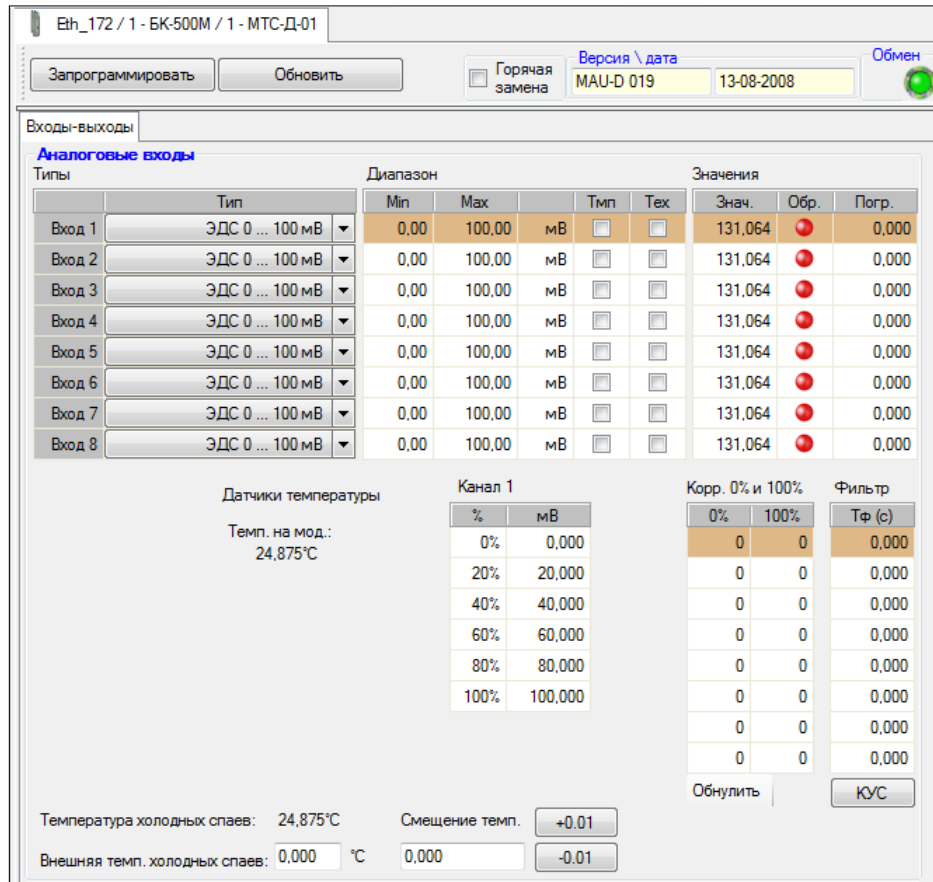 Eth_172 / 1 - БК-500М / 1 - МТС-Д-01
Запрограммировать Обновить Горячая замена Версия \ дата Обмен
MAU-D 019 13-08-2008
Входы-выходы
Аналоговые входы
Типы Диапазон Значения
Тип Min Max Тмп Тех Знач. Обр. Погр.
Вход 1 ЭДС 0 ... 100 мВ 0,00 100,00 мВ 131,064 0,000
Вход 2 ЭДС 0 ... 100 мВ 0,00 100,00 мВ 131,064 0,000
Вход 3 ЭДС 0 ... 100 мВ 0,00 100,00 мВ 131,064 0,000
Вход 4 ЭДС 0 ... 100 мВ 0,00 100,00 мВ 131,064 0,000
Вход 5 ЭДС 0 ... 100 мВ 0,00 100,00 мВ 131,064 0,000
Вход 6 ЭДС 0 ... 100 мВ 0,00 100,00 мВ 131,064 0,000
Вход 7 ЭДС 0 ... 100 мВ 0,00 100,00 мВ 131,064 0,000
Вход 8 ЭДС 0 ... 100 мВ 0,00 100,00 мВ 131,064 0,000
Датчики температуры Канал 1 Корр. 0% и 100% Фильтр
% мВ 0% 100% Тф (с)
Темп. на мод.: 0% 0,000 0 0 0,000
24,875°C
20% 20,000 0 0 0,000
40% 40,000 0 0 0,000
60% 60,000 0 0 0,000
80% 80,000 0 0 0,000
100% 100,000 0 0 0,000
0 0 0,000
0 0 0,000
Обнулить КУС
Температура холодных спаев: 24,875°C Смещение темп. +0.01
Внешняя темп. холодных спаев: 0,000 °C 0,000 -0.01